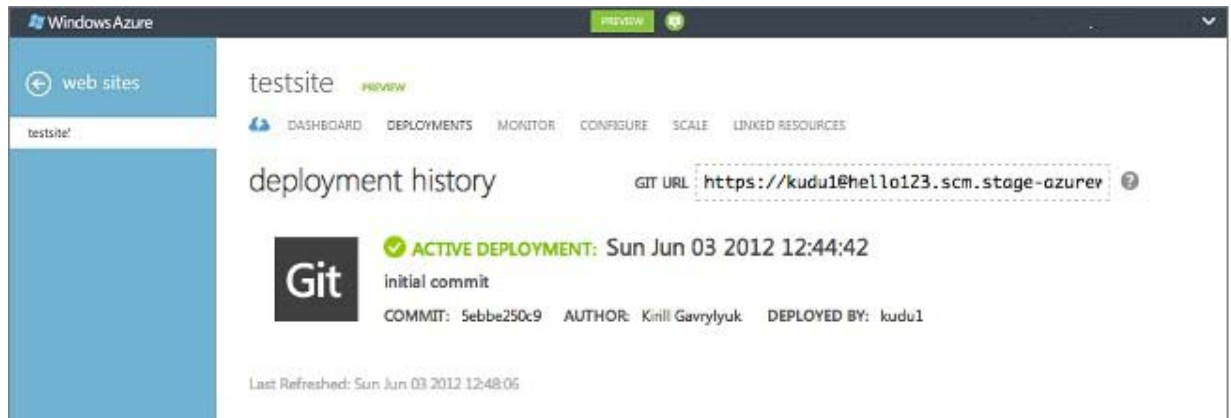 Windows Azure PREVIEW
web sites
testsite!
testsite PREVIEW
DASHBOARD DEPLOYMENTS MONITOR CONFIGURE SCALE LINKED RESOURCES
deployment history GIT URL https://kudu1@hello123.scm.stage-azurew
Git
ACTIVE DEPLOYMENT: Sun Jun 03 2012 12:44:42
initial commit
COMMIT: 5ebbe250c9 AUTHOR: Kirill Gavrylyuk DEPLOYED BY: kudu1
Last Refreshed: Sun Jun 03 2012 12:48:06